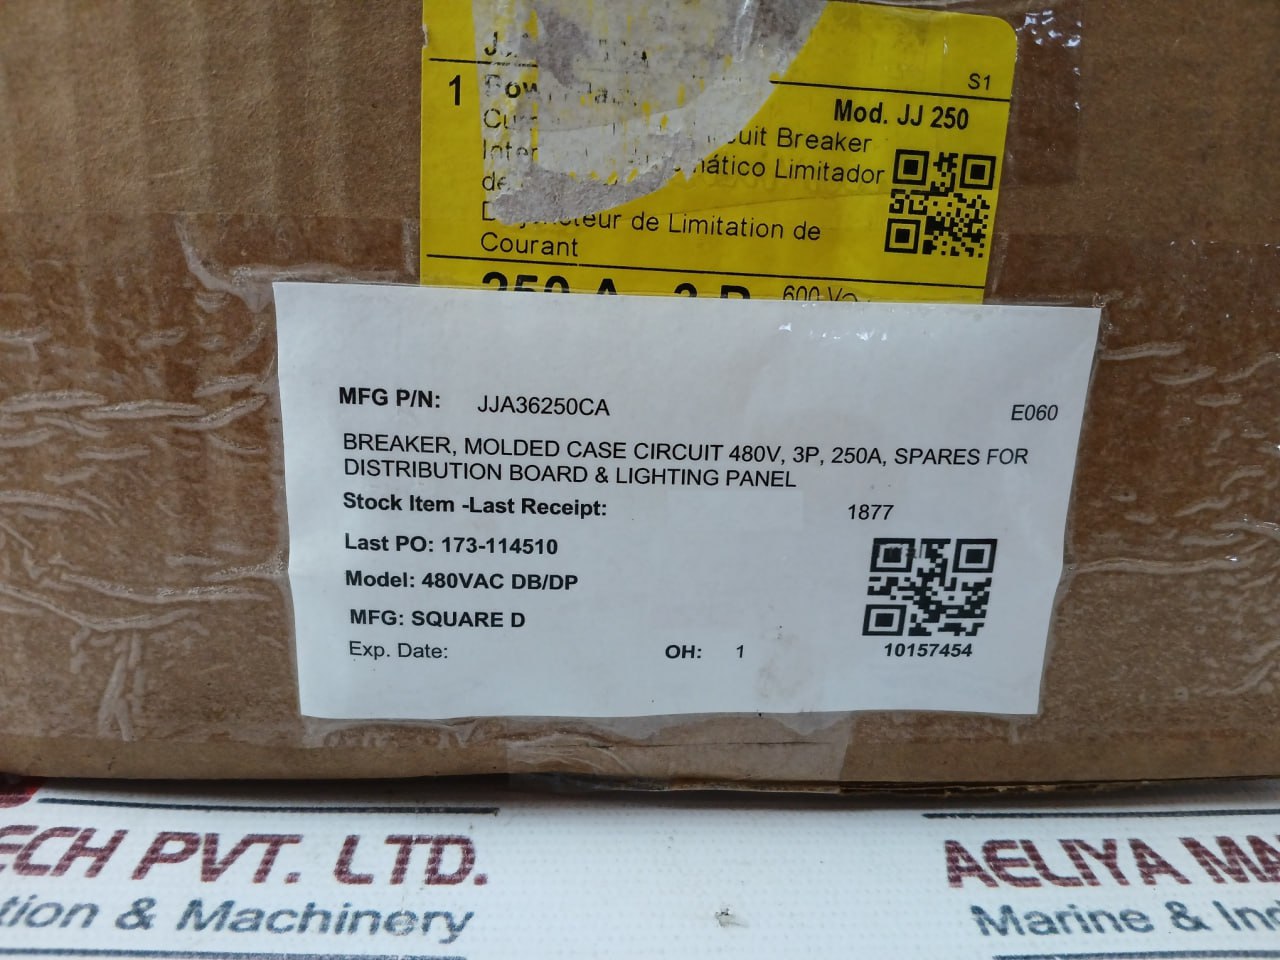 S1
1
Mod. JJ 250
Breaker
Limitador
de Limitation de
Courant
250 A 3 P 600 V
MFG P/N: JJA36250CA E060
BREAKER, MOLDED CASE CIRCUIT 480V, 3P, 250A, SPARES FOR
DISTRIBUTION BOARD & LIGHTING PANEL
Stock Item -Last Receipt: 1877
Last PO: 173-114510
Model: 480VAC DB/DP
MFG: SQUARE D
Exp. Date: OH: 1
10157454
ECH PVT. LTD. AELIYA MA
tion & Machinery Marine & Ind